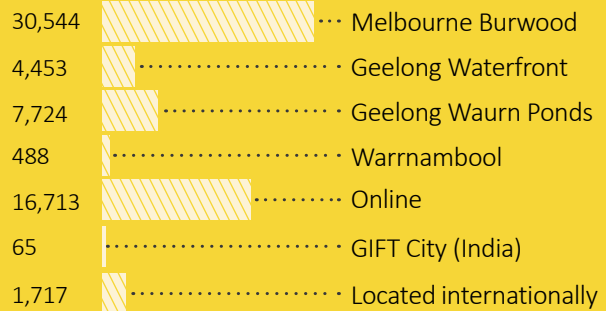 30,544 Melbourne Burwood
4,453 Geelong Waterfront
7,724 Geelong Waurn Ponds
488 Warrnambool
16,713 Online
65 GIFT City (India)
1,717 Located internationally